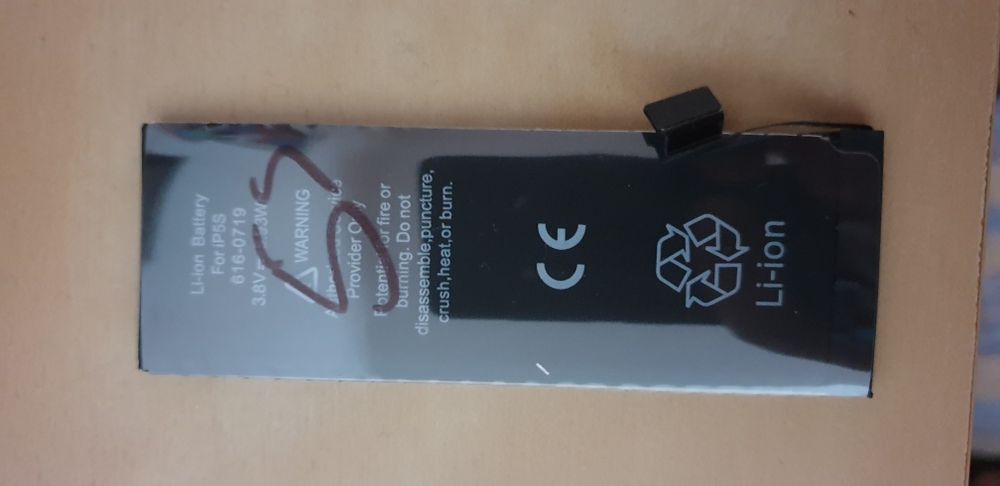 Li-ion Battery
For iP5S
616-0719
3.8V
WARNING
Provider Only
Potential for fire or
burning. Do not
disassemble,puncture,
crush,heat,or burn.
CE
Li-ion